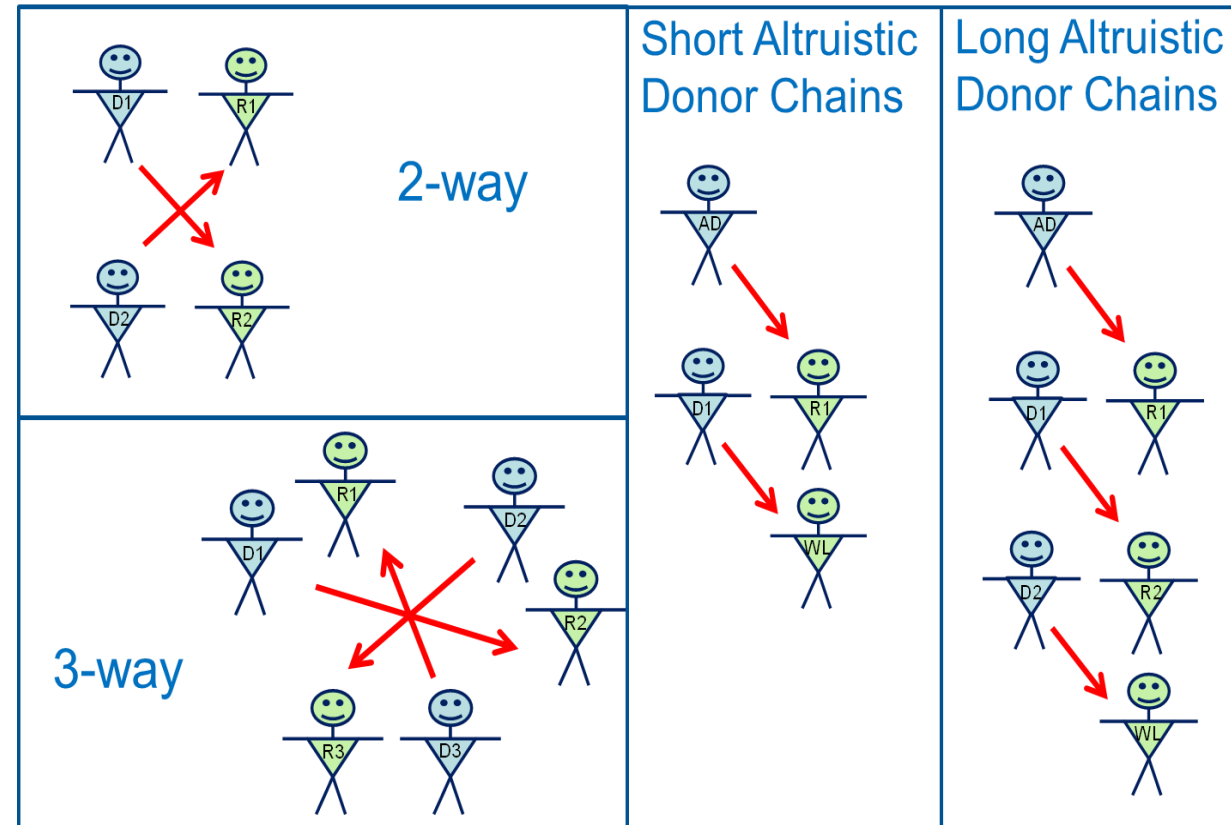 D1 R1
2-way
D2 R2
R1
D2
D1
R2
3-way
R3 D3
Short Altruistic
Donor Chains
AD
D1 R1
WL
Long Altruistic
Donor Chains
AD
D1 R1
D2 R2
WL